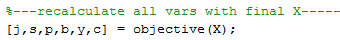 %---recalculate all vars with final X-----
[j,s,p,b,y,c] = objective(X);